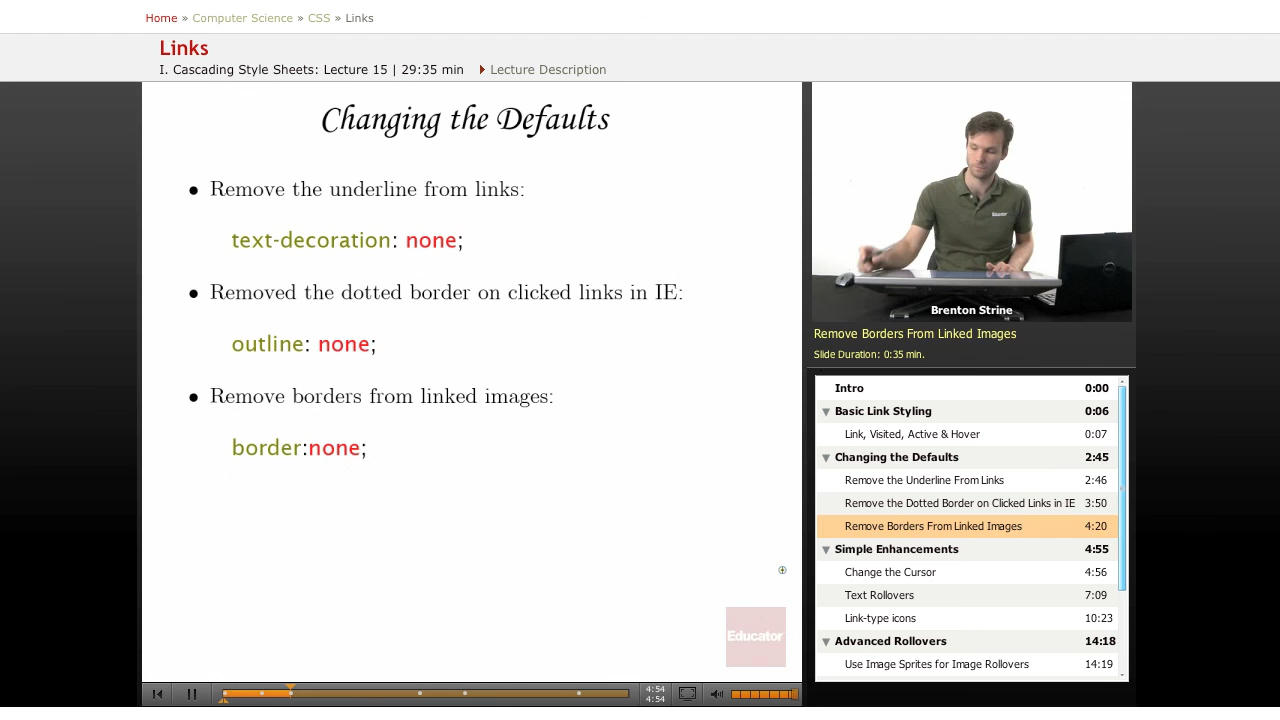 Home » Computer Science » CSS » Links
Links
I. Cascading Style Sheets: Lecture 15 | 29:35 min Lecture Description
Changing the Defaults
• Remove the underline from links:
text-decoration: none;
• Removed the dotted border on clicked links in IE:
outline: none;
• Remove borders from linked images:
border:none;
Educator
Educator
Brenton Strine
Remove Borders From Linked Images
Slide Duration: 0:35 min.
Intro 0:00
Basic Link Styling 0:06
Link, Visited, Active & Hover 0:07
Changing the Defaults 2:45
Remove the Underline From Links 2:46
Remove the Dotted Border on Clicked Links in IE 3:50
Remove Borders From Linked Images 4:20
Simple Enhancements 4:55
Change the Cursor 4:56
Text Rollovers 7:09
Link-type icons 10:23
Advanced Rollovers 14:18
Use Image Sprites for Image Rollovers 14:19
4:54
4:54